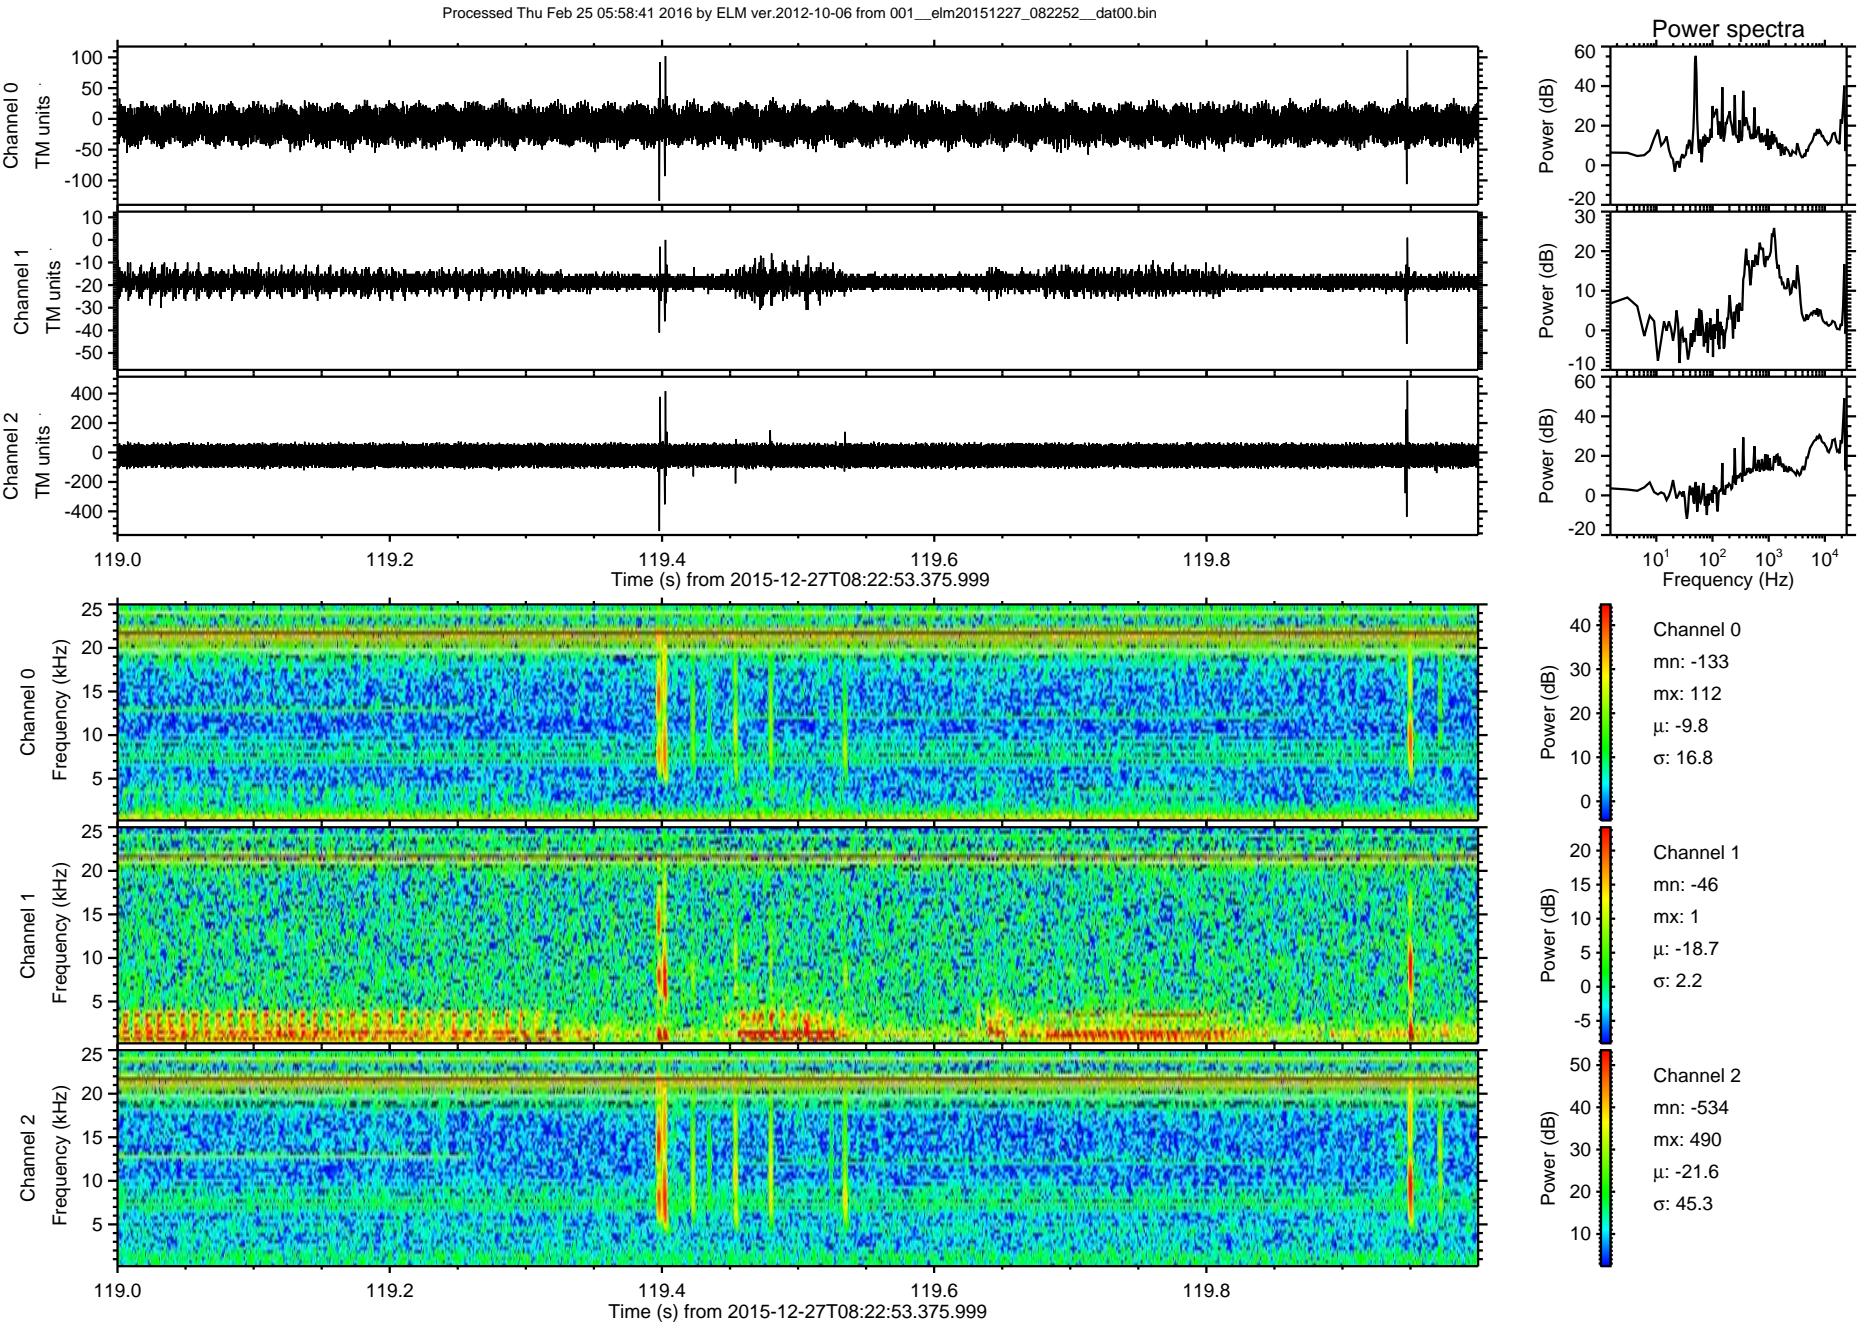 Processed Thu Feb 25 05:58:41 2016 by ELM ver.2012-10-06 from 001__elm20151227_082252__dat00.bin
Power spectra
Channel 0
TM units
100
50
0
-50
-100
Power (dB)
60
40
20
0
-20
Channel 1
TM units
10
0
-10
-20
-30
-40
-50
Power (dB)
30
20
10
0
-10
Channel 2
TM units
400
200
0
-200
-400
Power (dB)
60
40
20
0
-20
119.0 119.2 119.4 119.6 119.8
Time (s) from 2015-12-27T08:22:53.375.999
10^1 10^2 10^3 10^4
Frequency (Hz)
Channel 0
Frequency (kHz)
25
20
15
10
5
Power (dB)
40
30
20
10
0
Channel 0
mn: -133
mx: 112
μ: -9.8
σ: 16.8
Channel 1
Frequency (kHz)
25
20
15
10
5
Power (dB)
20
15
10
5
0
-5
Channel 1
mn: -46
mx: 1
μ: -18.7
σ: 2.2
Channel 2
Frequency (kHz)
25
20
15
10
5
Power (dB)
50
40
30
20
10
Channel 2
mn: -534
mx: 490
μ: -21.6
σ: 45.3
119.0 119.2 119.4 119.6 119.8
Time (s) from 2015-12-27T08:22:53.375.999